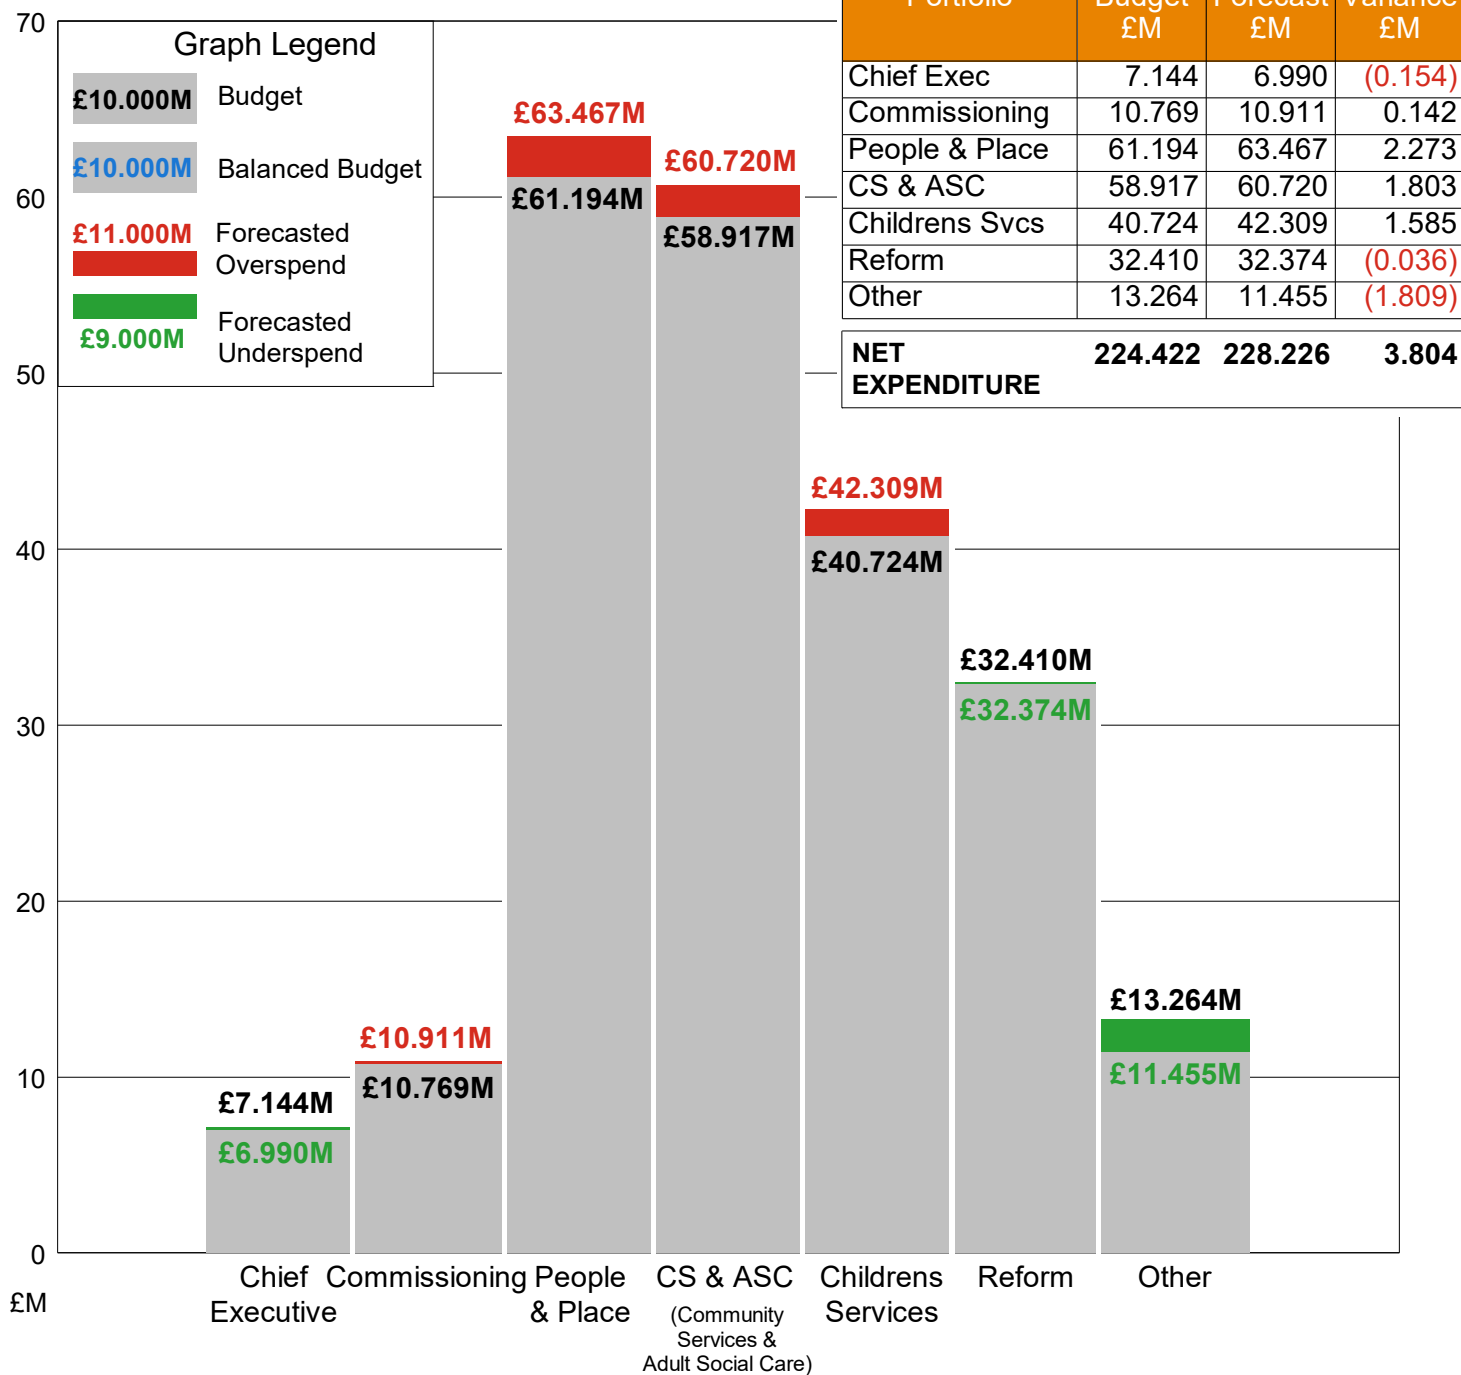 Portfolio Budget Forecast Variance
£M £M £M
Chief Exec 7.144 6.990 (0.154)
Commissioning 10.769 10.911 0.142
People & Place 61.194 63.467 2.273
CS & ASC 58.917 60.720 1.803
Childrens Svcs 40.724 42.309 1.585
Reform 32.410 32.374 (0.036)
Other 13.264 11.455 (1.809)
NET 224.422 228.226 3.804
EXPENDITURE
Graph Legend
£10.000M Budget
£10.000M Balanced Budget
£11.000M Forecasted
Overspend
Forecasted
£9.000M
Underspend
70
60
50
40
30
20
10
0
£M
£7.144M
£6.990M
£10.911M
£10.769M
£63.467M
£61.194M
£60.720M
£58.917M
£42.309M
£40.724M
£32.410M
£32.374M
£13.264M
£11.455M
Chief
Executive
Commissioning
People
& Place
CS & ASC
(Community
Services &
Adult Social Care)
Childrens
Services
Reform
Other